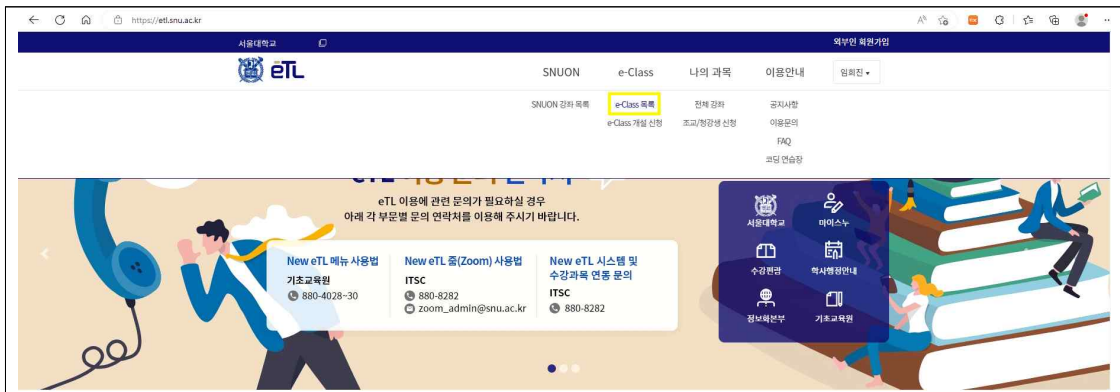 https://etl.snu.ac.kr
서울대학교
외부인 회원가입
eTL
SNUON
e-Class
나의 과목
이용안내
임희진
SNUON 강좌 목록
e-Class 목록
전체 강좌
공지사항
e-Class 개설 신청
조교/청강생 신청
이용문의
FAQ
코딩 연습장
eTL 이용에 관련 문의가 필요하실 경우
아래 각 부문별 문의 연락처를 이용해 주시기 바랍니다.
New eTL 메뉴 사용법
기초교육원
880-4028~30
New eTL 줌(Zoom) 사용법
ITSC
880-8282
zoom_admin@snu.ac.kr
New eTL 시스템 및
수강과목 연동 문의
ITSC
880-8282
서울대학교
마이스누
수강편람
학사행정안내
정보화본부
기초교육원